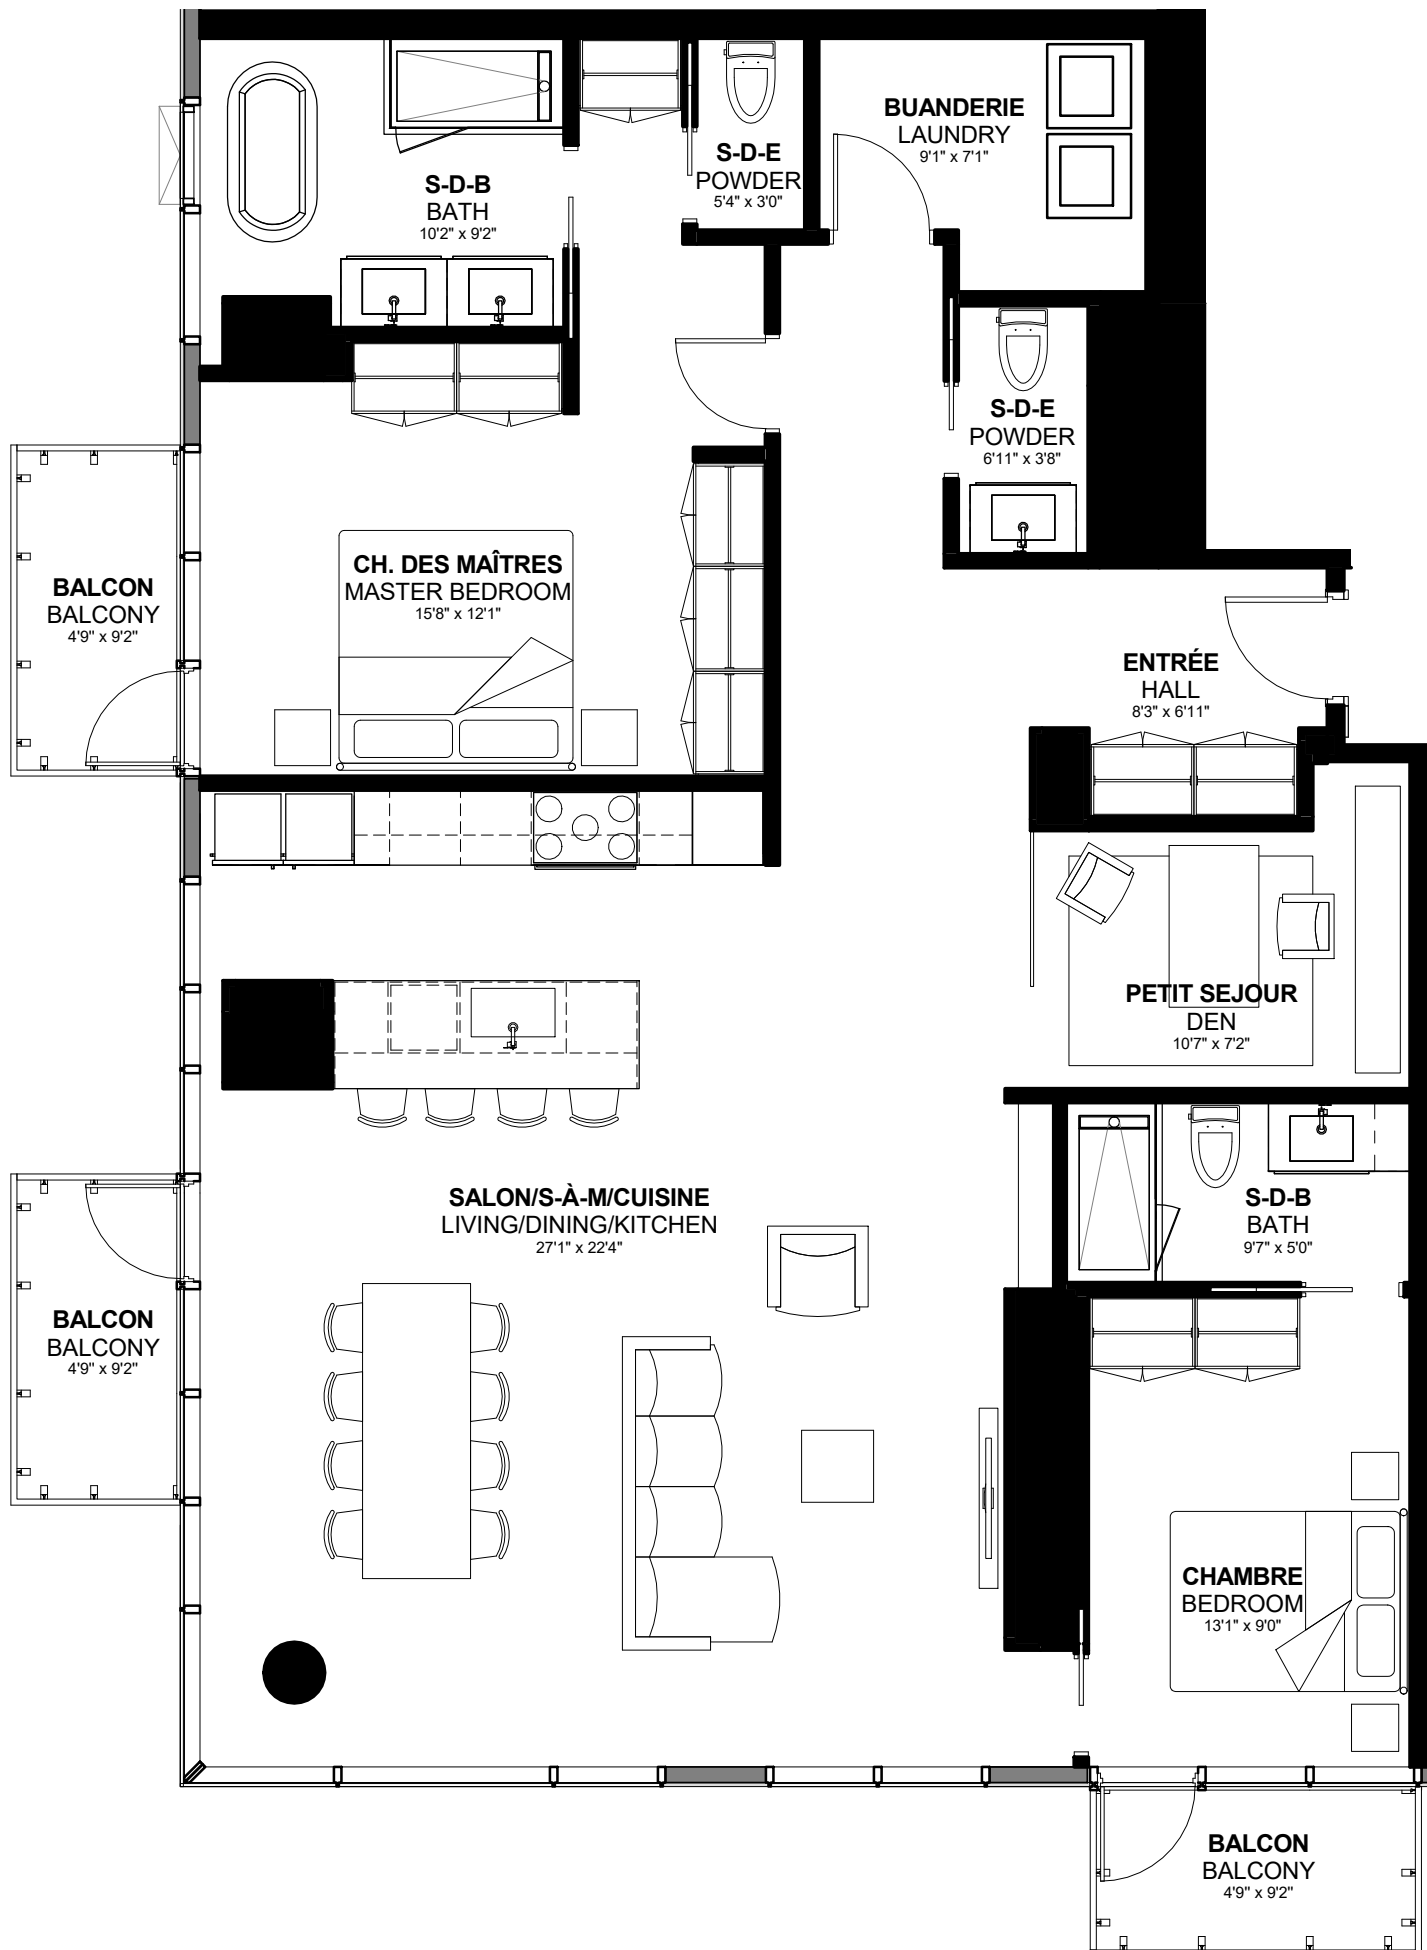 BUANDERIE
LAUNDRY
9'1" x 7'1"
S-D-E
POWDER
5'4" x 3'0"
S-D-B
BATH
10'2" x 9'2"
S-D-E
POWDER
6'11" x 3'8"
CH. DES MAÎTRES
MASTER BEDROOM
15'8" x 12'1"
BALCON
BALCONY
4'9" x 9'2"
ENTRÉE
HALL
8'3" x 6'11"
PETIT SEJOUR
DEN
10'7" x 7'2"
SALON/S-À-M/CUISINE
LIVING/DINING/KITCHEN
27'1" x 22'4"
S-D-B
BATH
9'7" x 5'0"
BALCON
BALCONY
4'9" x 9'2"
CHAMBRE
BEDROOM
13'1" x 9'0"
BALCON
BALCONY
4'9" x 9'2"